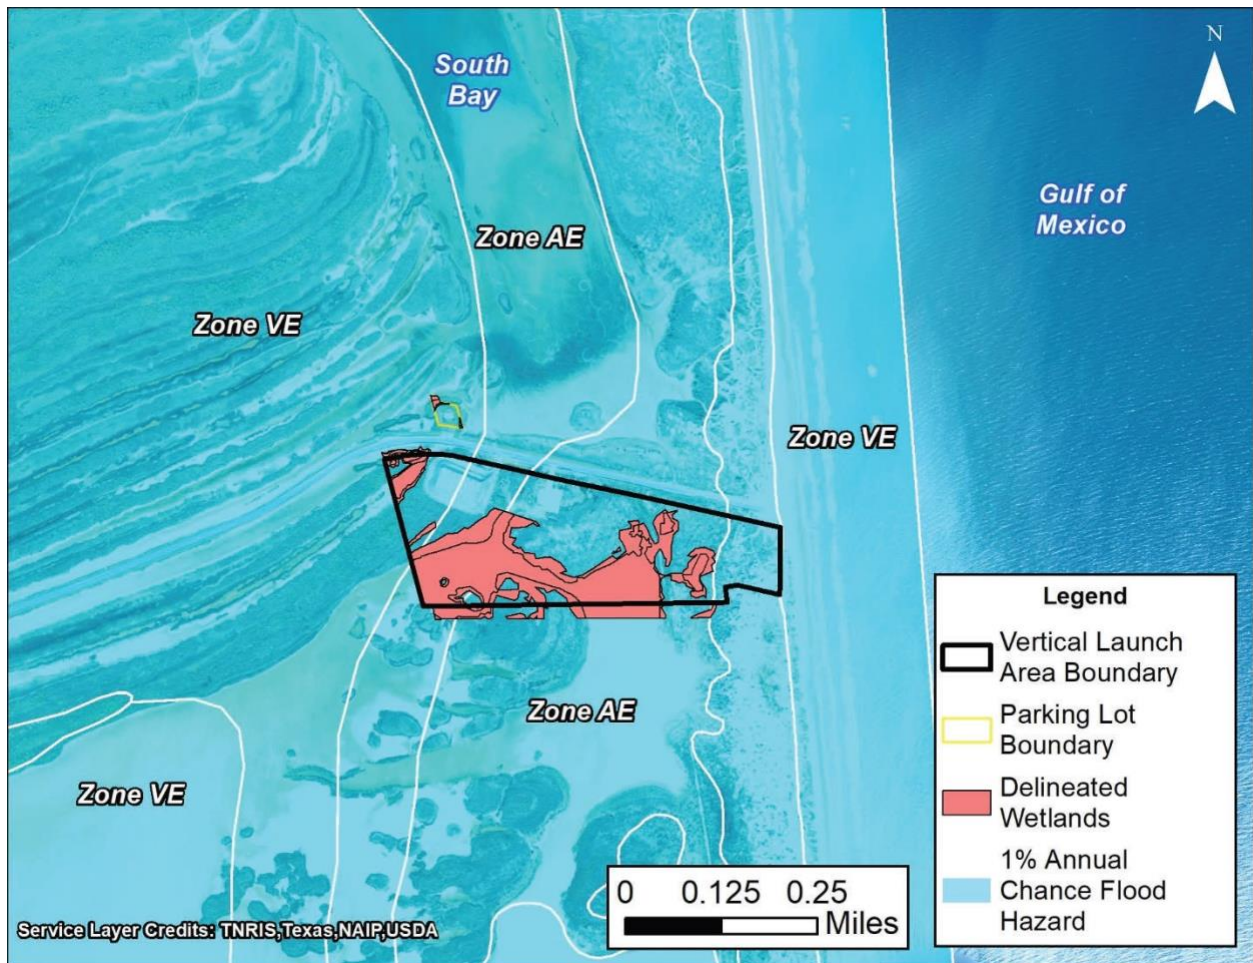 N
South
Bay
Gulf of
Mexico
Zone AE
Zone VE
Zone VE
Zone AE
Zone VE
Legend
Vertical Launch
Area Boundary
Parking Lot
Boundary
Delineated
Wetlands
1% Annual
Chance Flood
Hazard
0 0.125 0.25
Miles
Service Layer Credits: TNRIS,Texas,NAIP,USDA